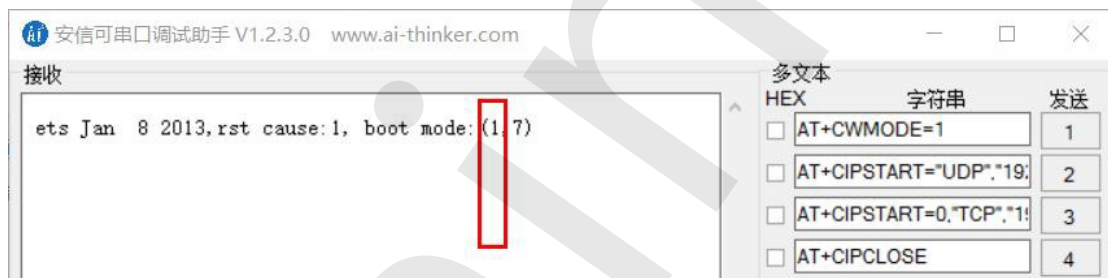 安信可串口调试助手 V1.2.3.0 www.ai-thinker.com
接收
ets Jan  8 2013,rst cause:1, boot mode:(1,7)
多文本
HEX 字符串 发送
AT+CWMODE=1 1
AT+CIPSTART="UDP","192 2
AT+CIPSTART=0,"TCP","1 3
AT+CIPCLOSE 4